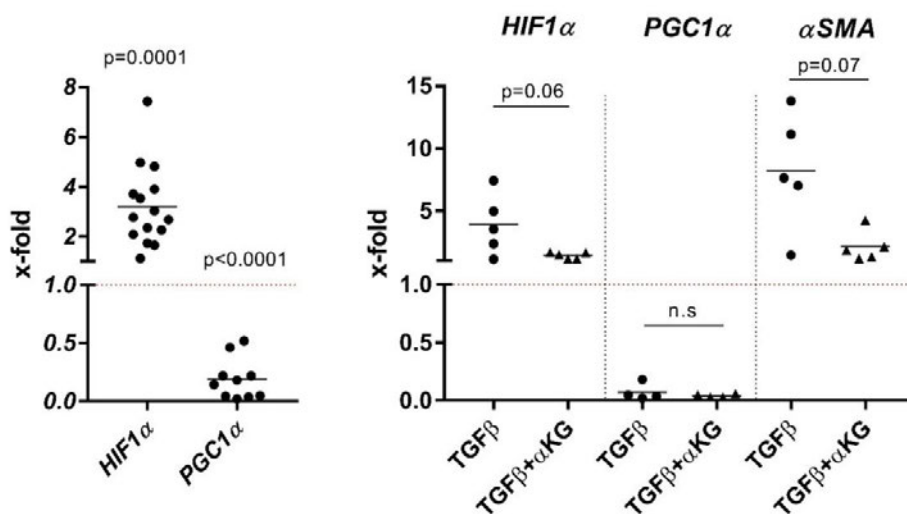 p=0.0001
8
6
4
2
x-fold
p<0.0001
1.0
0.5
0.0
HIF1α
PGC1α
HIF1α
PGC1α
αSMA
p=0.06
p=0.07
15
10
5
x-fold
1.0
n.s
0.5
0.0
TGFβ
TGFβ+αKG
TGFβ
TGFβ+αKG
TGFβ
TGFβ+αKG